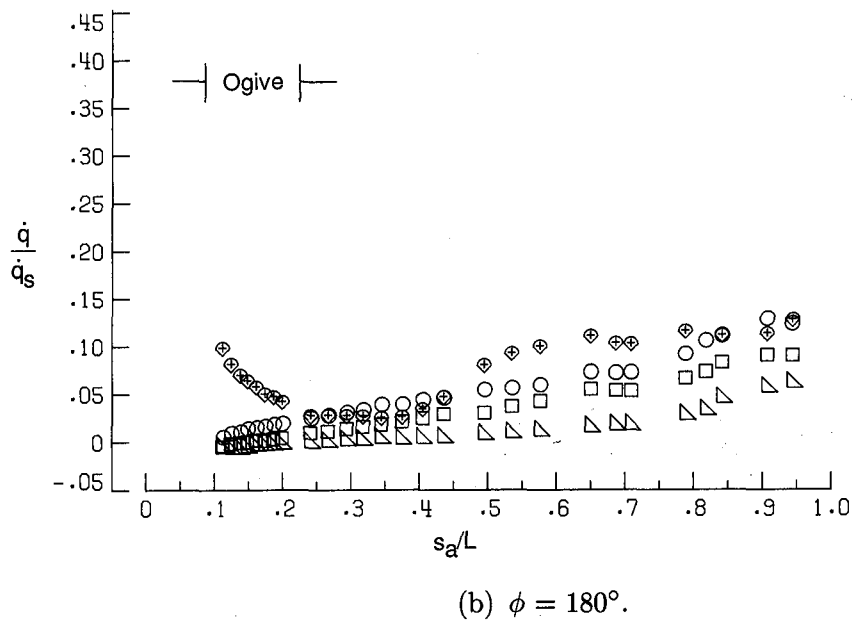 .45
.40
.35
.30
.25
.20
.15
.10
.05
0
-.05
Ogive
q̇
q̇s
0 .1 .2 .3 .4 .5 .6 .7 .8 .9 1.0
sa/L
(b) ϕ = 180°.